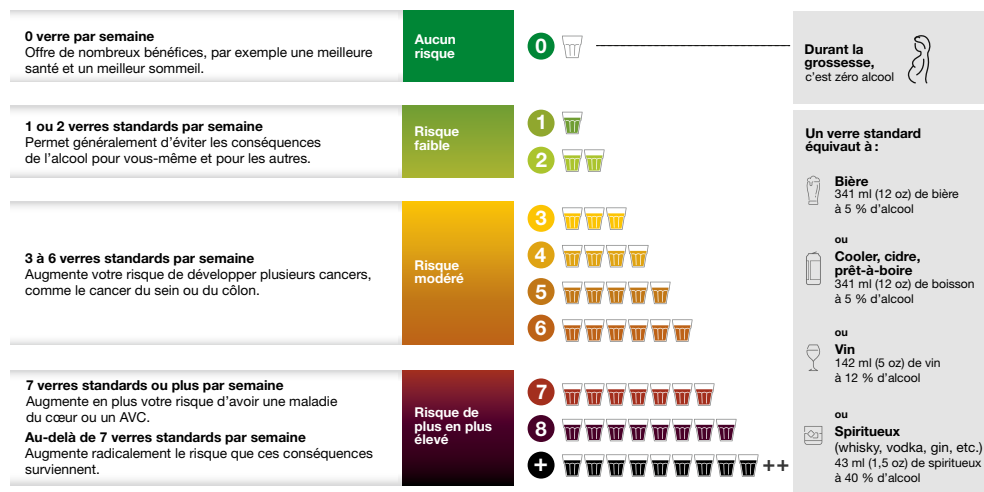 0 verre par semaine
Offre de nombreux bénéfices, par exemple une meilleure
santé et un meilleur sommeil.
Aucun
risque
0
Durant la
grossesse,
c'est zéro alcool
1 ou 2 verres standards par semaine
Permet généralement d'éviter les conséquences
de l'alcool pour vous-même et pour les autres.
Risque
faible
1
2
3 à 6 verres standards par semaine
Augmente votre risque de développer plusieurs cancers,
comme le cancer du sein ou du côlon.
Risque
modéré
3
4
5
6
7 verres standards ou plus par semaine
Augmente en plus votre risque d'avoir une maladie
du cœur ou un AVC.
Au-delà de 7 verres standards par semaine
Augmente radicalement le risque que ces conséquences
surviennent.
Risque de
plus en plus
élevé
7
8
+
++
Un verre standard
équivaut à :
Bière
341 ml (12 oz) de bière
à 5 % d'alcool
ou
Cooler, cidre,
prêt-à-boire
341 ml (12 oz) de boisson
à 5 % d'alcool
ou
Vin
142 ml (5 oz) de vin
à 12 % d'alcool
ou
Spiritueux
(whisky, vodka, gin, etc.)
43 ml (1,5 oz) de spiritueux
à 40 % d'alcool